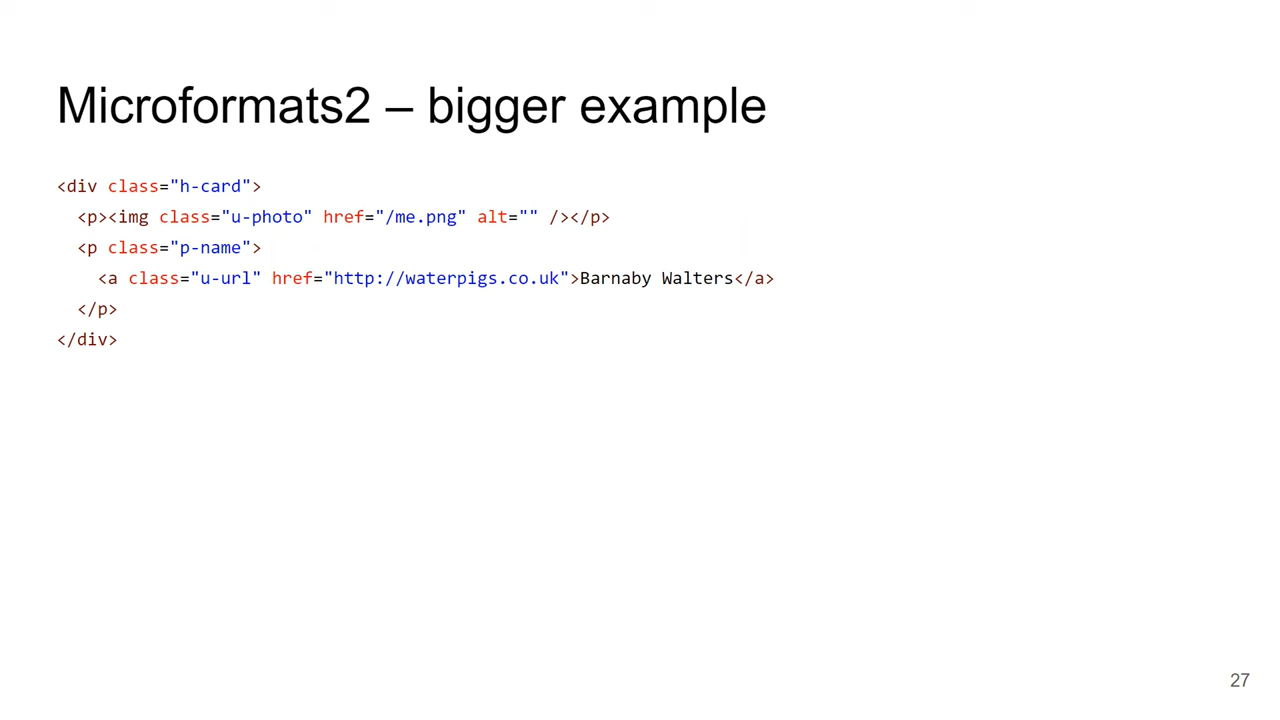 Microformats2 – bigger example
<div class="h-card">
  <p><img class="u-photo" href="/me.png" alt="" /></p>
  <p class="p-name">
    <a class="u-url" href="http://waterpigs.co.uk">Barnaby Walters</a>
  </p>
</div>
27